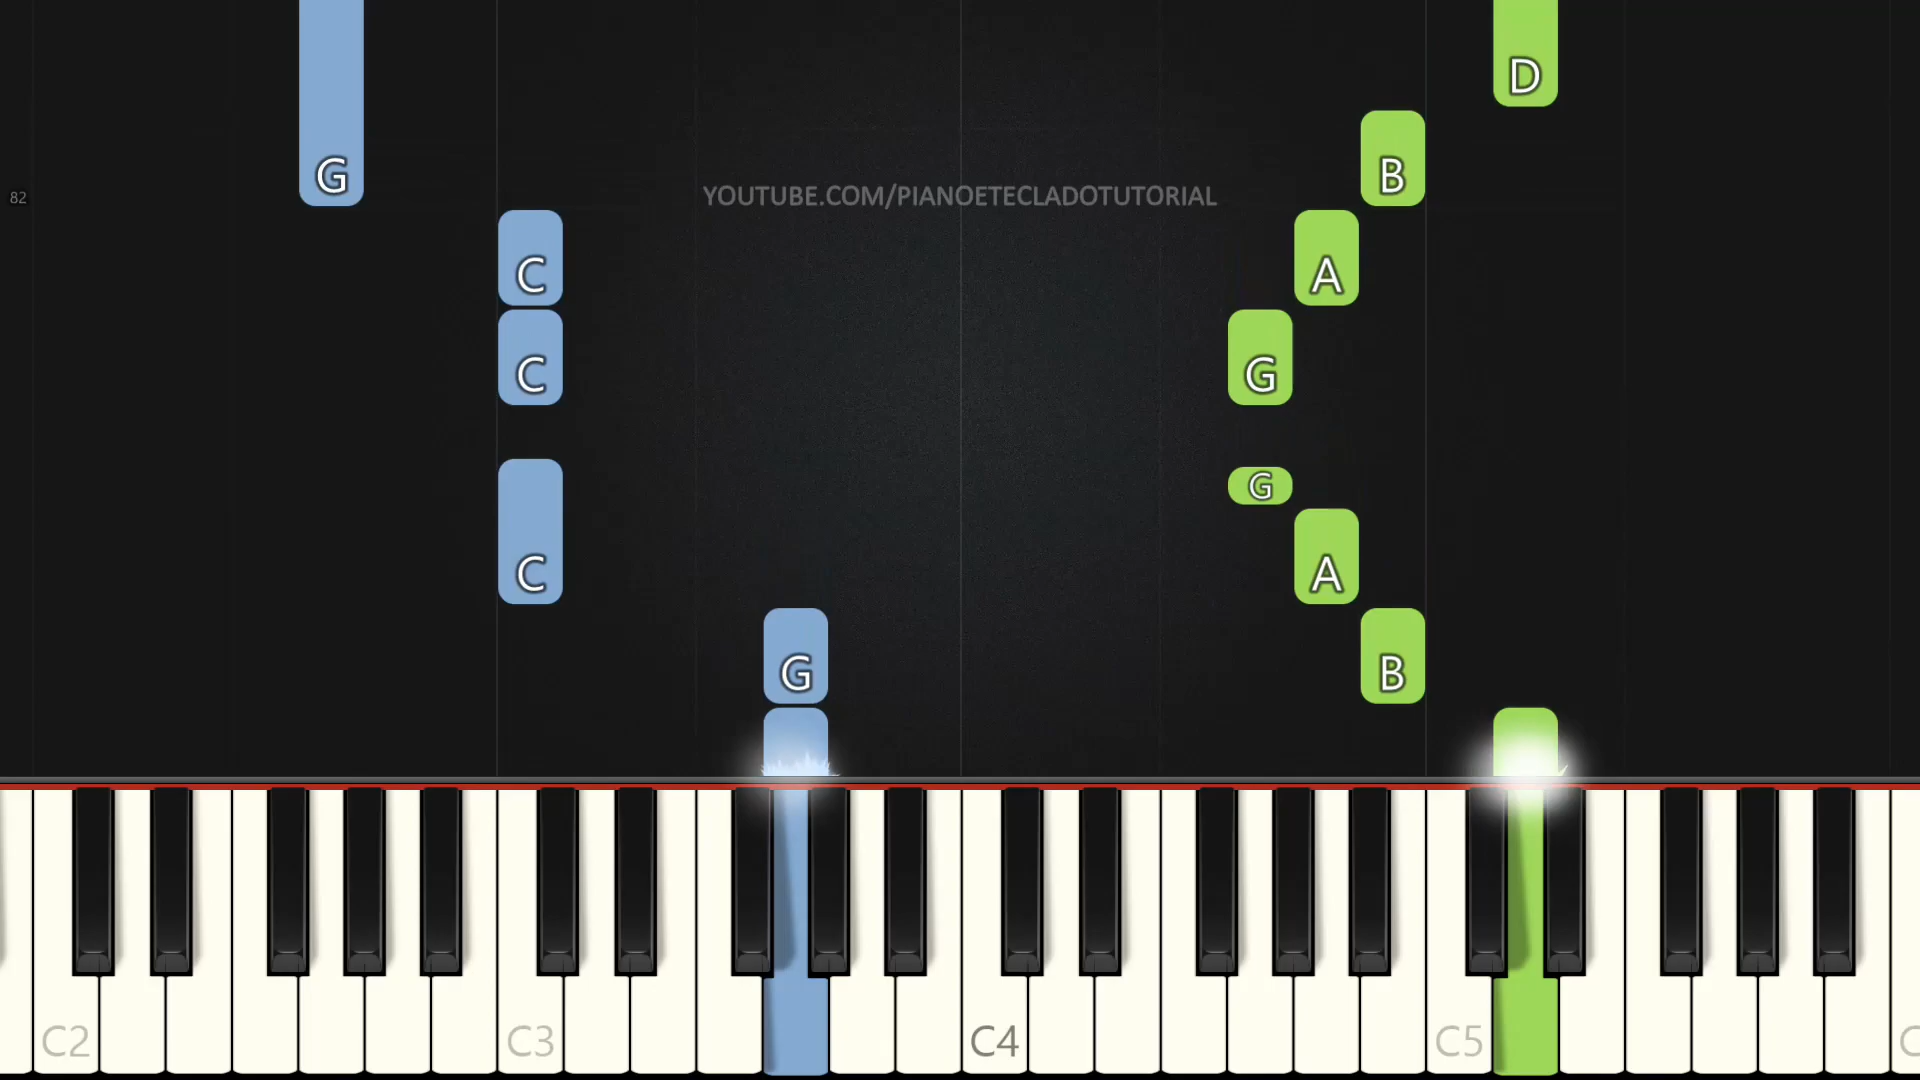 D
G
B
82
YOUTUBE.COM/PIANOETECLADOTUTORIAL
C
A
C
G
G
C
A
G
B
C2
C3
C4
C5
C